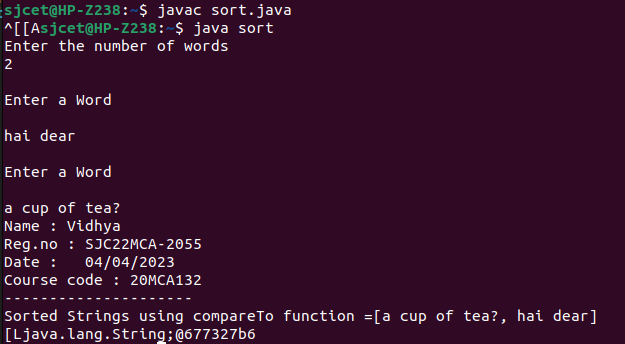 sjcet@HP-Z238:~$ javac sort.java
^[[Asjcet@HP-Z238:~$ java sort
Enter the number of words
2
Enter a Word
hai dear
Enter a Word
a cup of tea?
Name : Vidhya
Reg.no : SJC22MCA-2055
Date :   04/04/2023
Course code : 20MCA132
---------------------
Sorted Strings using compareTo function =[a cup of tea?, hai dear]
[Ljava.lang.String;@677327b6